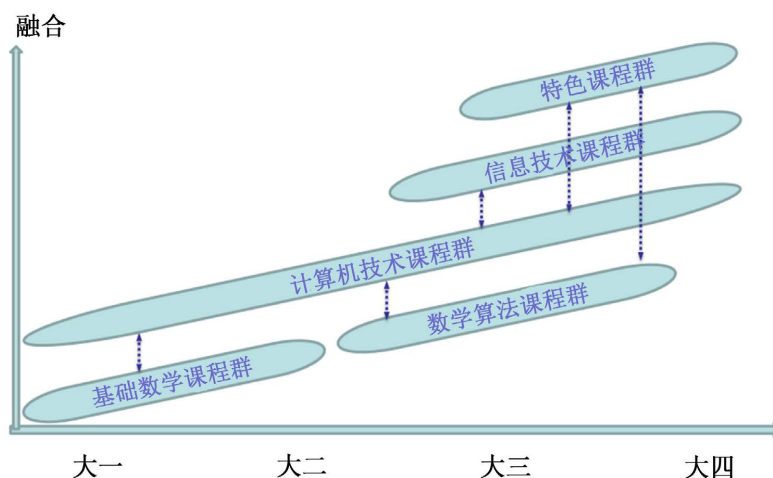 融合
特色课程群
信息技术课程群
计算机技术课程群
数学算法课程群
基础数学课程群
大一
大二
大三
大四